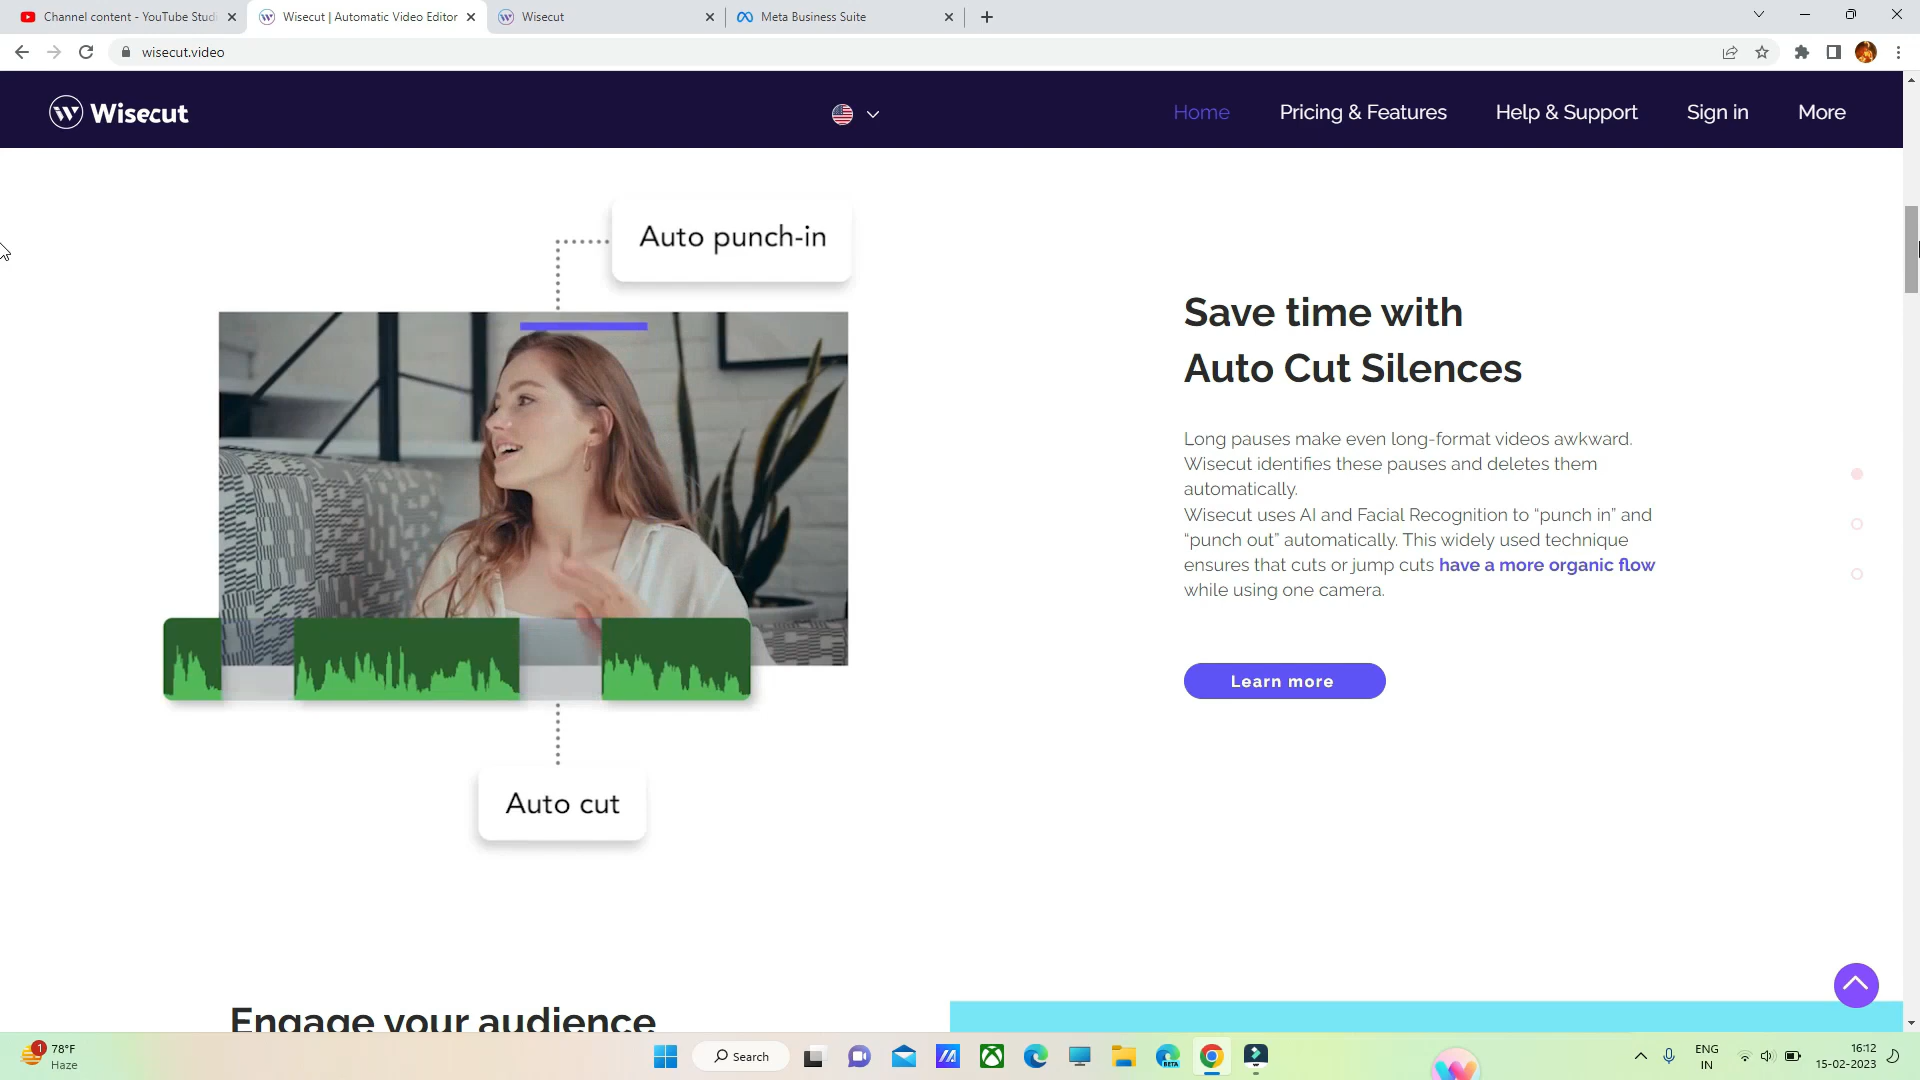 Channel content - YouTube Studi
Wisecut | Automatic Video Editor
Wisecut
Meta Business Suite
wisecut.video
Wisecut
Home
Pricing & Features
Help & Support
Sign in
More
Auto punch-in
Auto cut
Save time with
Auto Cut Silences
Long pauses make even long-format videos awkward.
Wisecut identifies these pauses and deletes them
automatically.
Wisecut uses AI and Facial Recognition to “punch in” and
“punch out” automatically. This widely used technique
ensures that cuts or jump cuts have a more organic flow
while using one camera.
Learn more
Engage your audience
1
78°F
Haze
Search
BETA
ENG
IN
16:12
15-02-2023